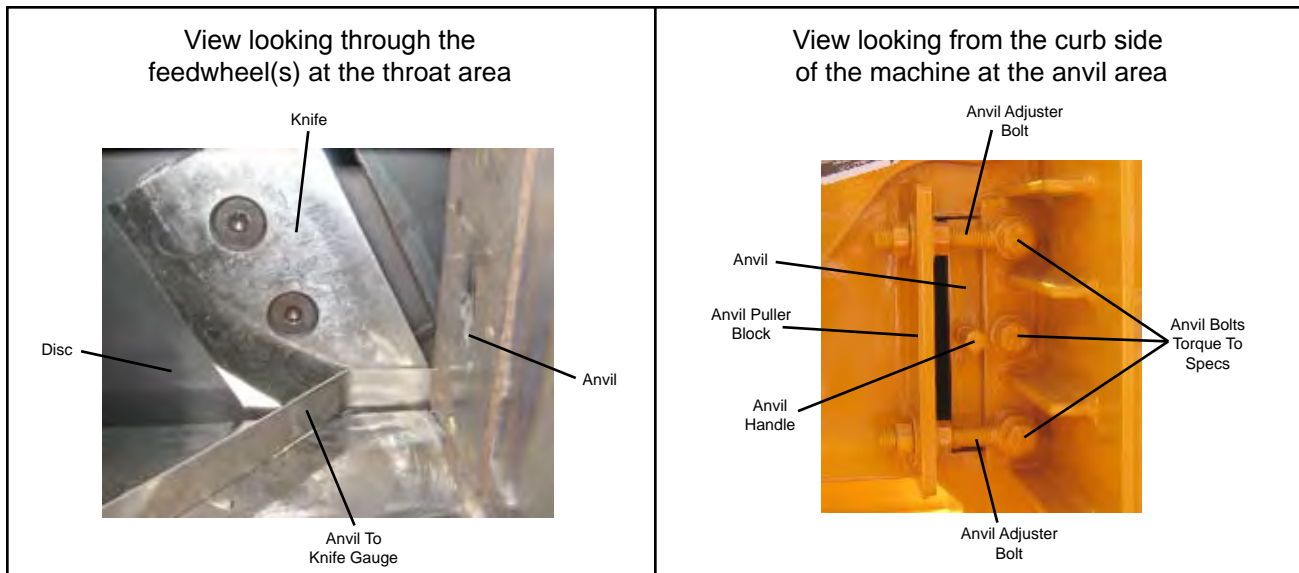 View looking through the
feedwheel(s) at the throat area
Knife
Disc
Anvil
Anvil To
Knife Gauge
View looking from the curb side
of the machine at the anvil area
Anvil Adjuster
Bolt
Anvil
Anvil Puller
Block
Anvil Bolts
Torque To
Specs
Anvil
Handle
Anvil Adjuster
Bolt